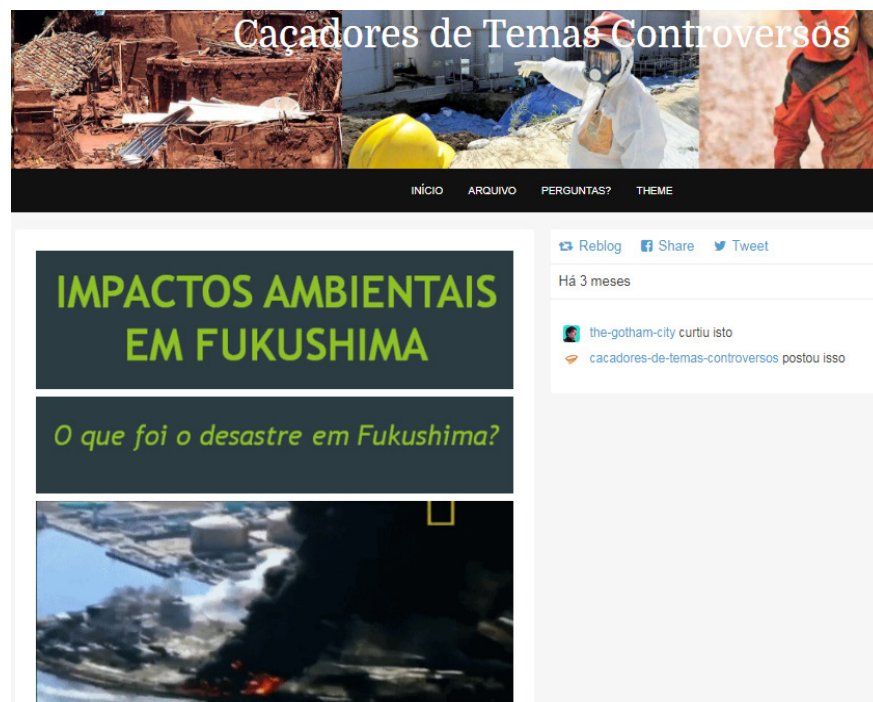 Caçadores de Temas Controversos
INÍCIO ARQUIVO PERGUNTAS? THEME
IMPACTOS AMBIENTAIS
EM FUKUSHIMA
O que foi o desastre em Fukushima?
Reblog Share Tweet
Há 3 meses
the-gotham-city curtiu isto
cacadores-de-temas-controversos postou isso